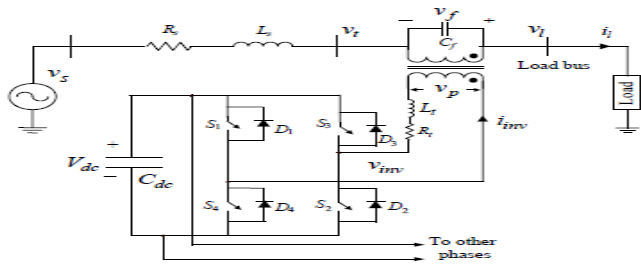 − v_f +
R_s L_s v_t C_f v_l i_l
Load bus
v_s
Load
v_p
L_t
R_t
i_inv
S_1 D_1 S_3 D_3
+
V_dc C_dc
−
v_inv
S_4 D_4 S_2 D_2
To other
phases